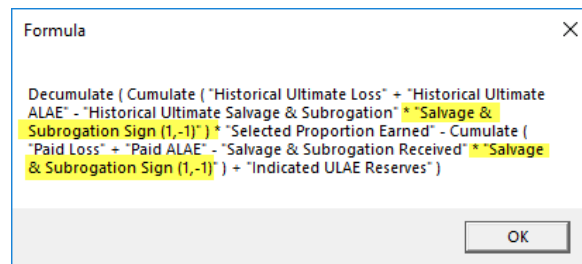 Formula
Decumulate ( Cumulate ( "Historical Ultimate Loss" + "Historical Ultimate
ALAE" - "Historical Ultimate Salvage & Subrogation" * "Salvage &
Subrogation Sign (1,-1)" ) * "Selected Proportion Earned" - Cumulate (
"Paid Loss" + "Paid ALAE" - "Salvage & Subrogation Received" * "Salvage
& Subrogation Sign (1,-1)" ) + "Indicated ULAE Reserves" )
OK